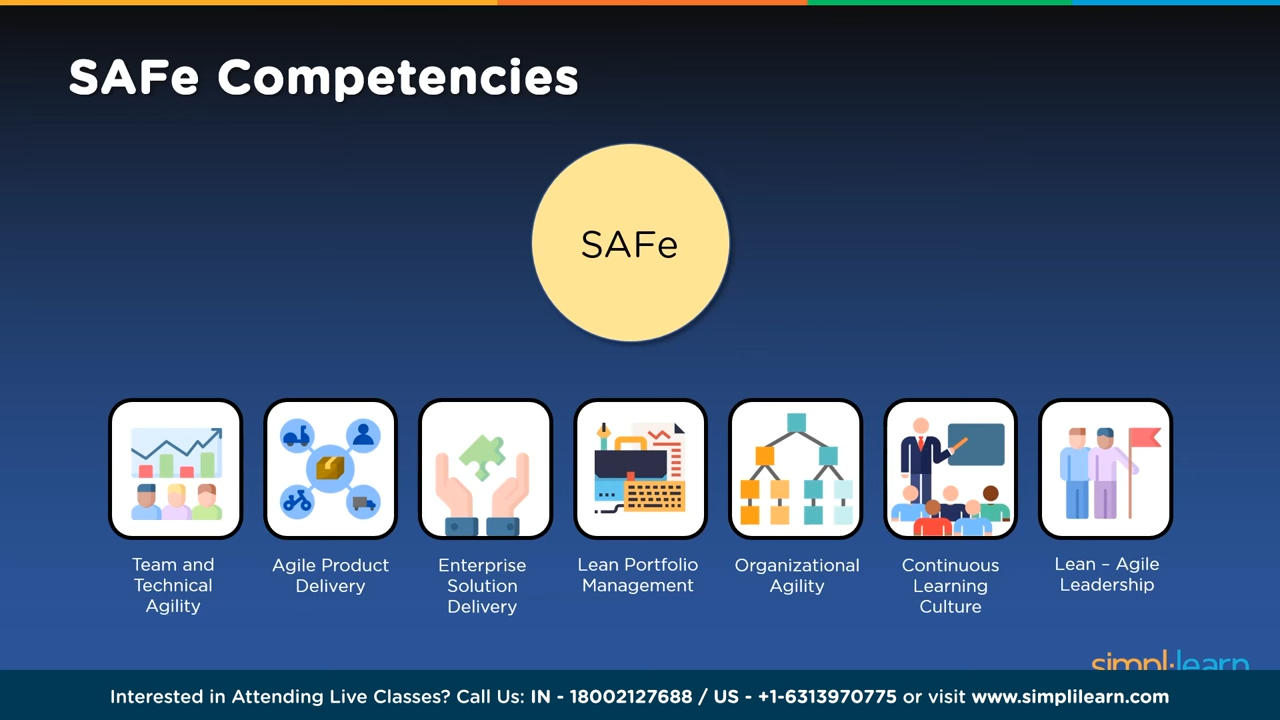 SAFe Competencies
SAFe
Team and
Technical
Agility
Agile Product
Delivery
Enterprise
Solution
Delivery
Lean Portfolio
Management
Organizational
Agility
Continuous
Learning
Culture
Lean – Agile
Leadership
simpl·learn
Interested in Attending Live Classes? Call Us: IN - 18002127688 / US - +1-6313970775 or visit www.simplilearn.com